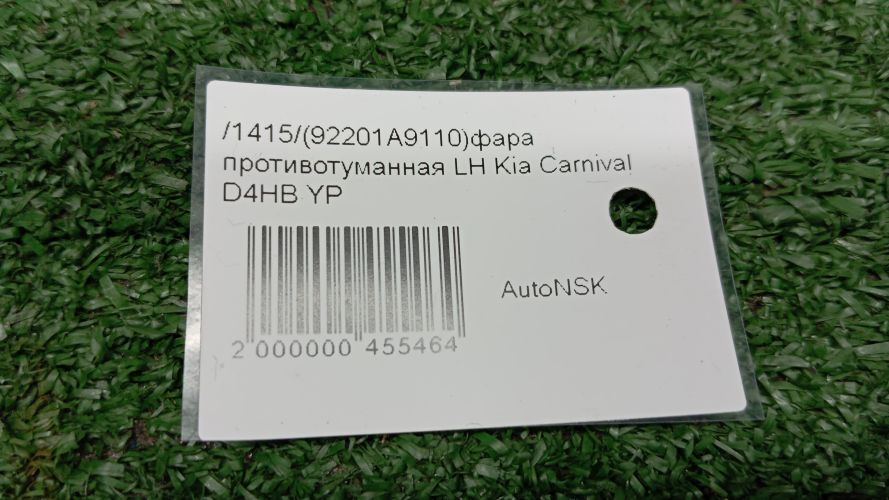 /1415/(92201A9110)фара
противотуманная LH Kia Carnival
D4HB YP
AutoNSK
2 000000 455464